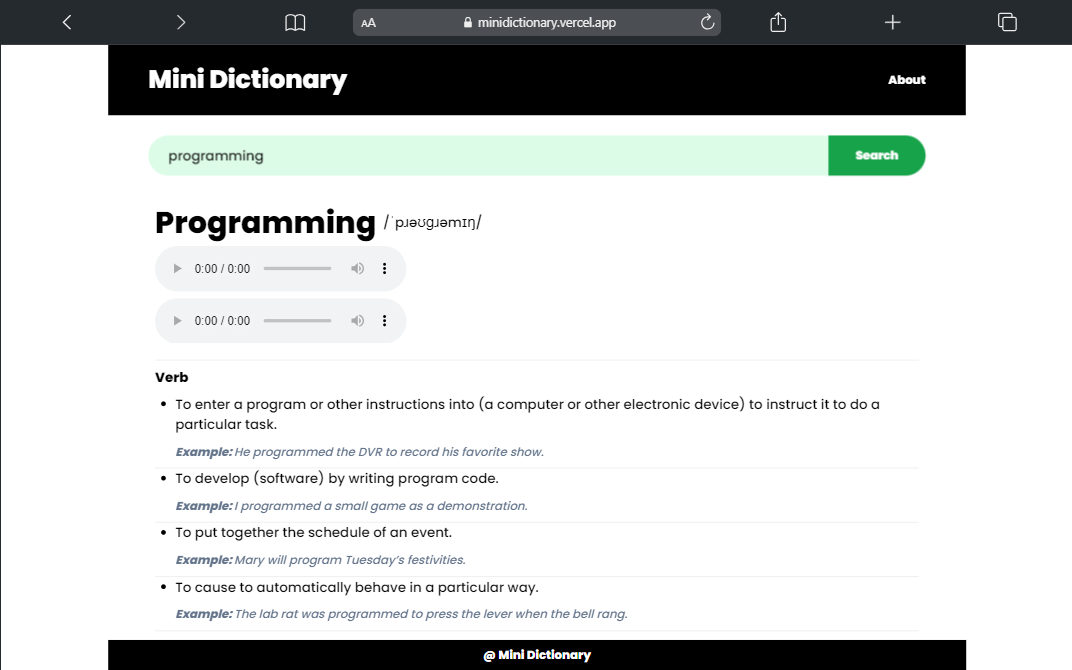 AA minidictionary.vercel.app
Mini Dictionary
About
programming
Search
Programming /ˈpɹəʊɡɹəmɪŋ/
0:00 / 0:00
0:00 / 0:00
Verb
• To enter a program or other instructions into (a computer or other electronic device) to instruct it to do a
particular task.
Example: He programmed the DVR to record his favorite show.
• To develop (software) by writing program code.
Example: I programmed a small game as a demonstration.
• To put together the schedule of an event.
Example: Mary will program Tuesday’s festivities.
• To cause to automatically behave in a particular way.
Example: The lab rat was programmed to press the lever when the bell rang.
@ Mini Dictionary